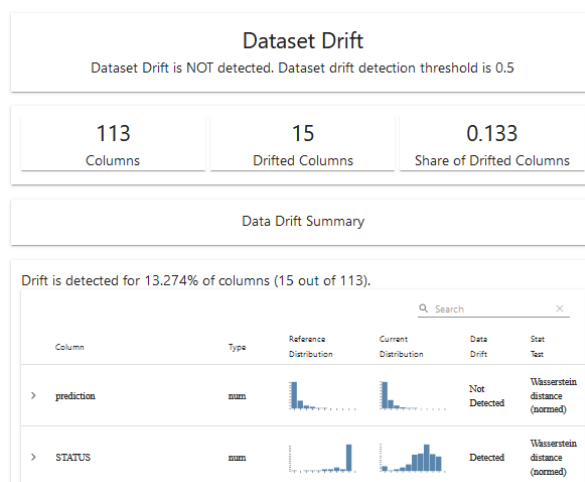 Dataset Drift
Dataset Drift is NOT detected. Dataset drift detection threshold is 0.5
113
Columns
15
Drifted Columns
0.133
Share of Drifted Columns
Data Drift Summary
Drift is detected for 13.274% of columns (15 out of 113).
Search
Column Type Reference Distribution Current Distribution Data Drift Stat Test
prediction num Not Detected Wasserstein distance (normed)
STATUS num Detected Wasserstein distance (normed)